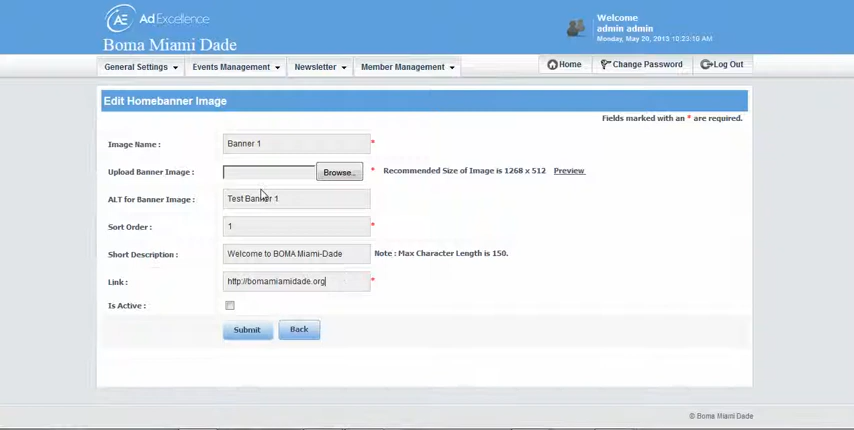 AE AdExcellence
Boma Miami Dade
Welcome
admin admin
Monday, May 20, 2013 10:23:10 AM
General Settings Events Management Newsletter Member Management Home Change Password Log Out
Edit Homebanner Image
Fields marked with an * are required.
Image Name : Banner 1 *
Upload Banner Image : Browse.. * Recommended Size of Image is 1268 x 512 Preview
ALT for Banner Image : Test Banner 1
Sort Order : 1 *
Short Description : Welcome to BOMA Miami-Dade Note : Max Character Length is 150.
Link : http://bomamiamidade.org *
Is Active :
Submit Back
© Boma Miami Dade